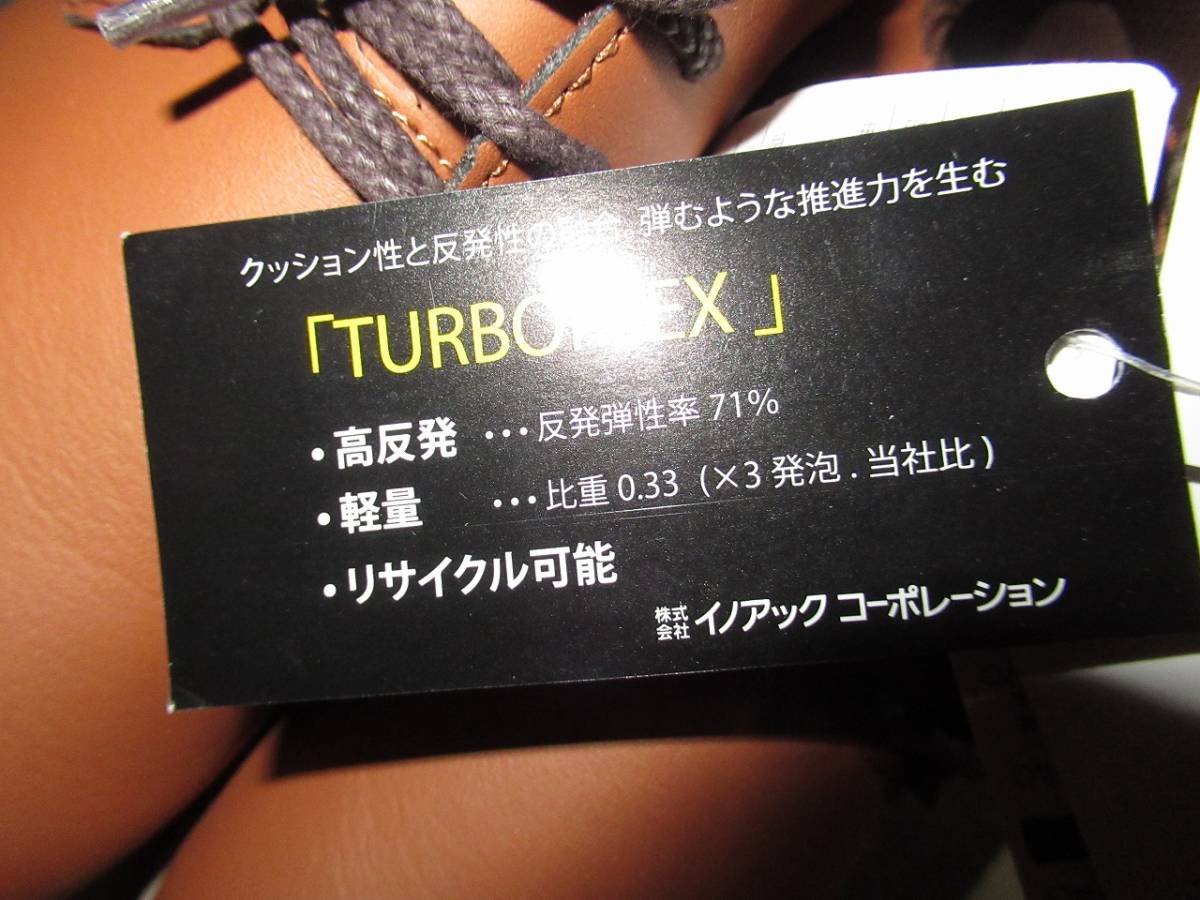 クッション性と反発性の融合、弾むような推進力を生む
「TURBO EX」
・高反発 ・・・反発弾性率 71%
・軽量 ・・・比重 0.33 (×3 発泡 . 当社比)
・リサイクル可能
株式会社 イノアック コーポレーション